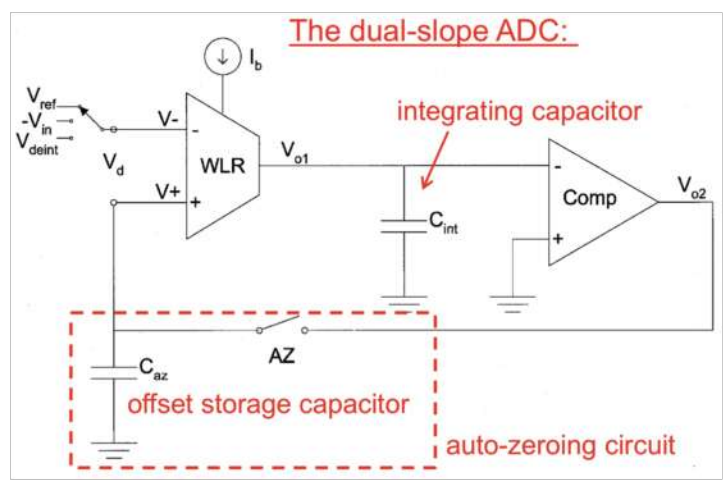 The dual-slope ADC:
I_b
V_ref
-V_in
V_deint
V_d
V-
-
WLR
V+
+
V_o1
integrating capacitor
C_int
-
Comp
+
V_o2
AZ
C_az
offset storage capacitor
auto-zeroing circuit